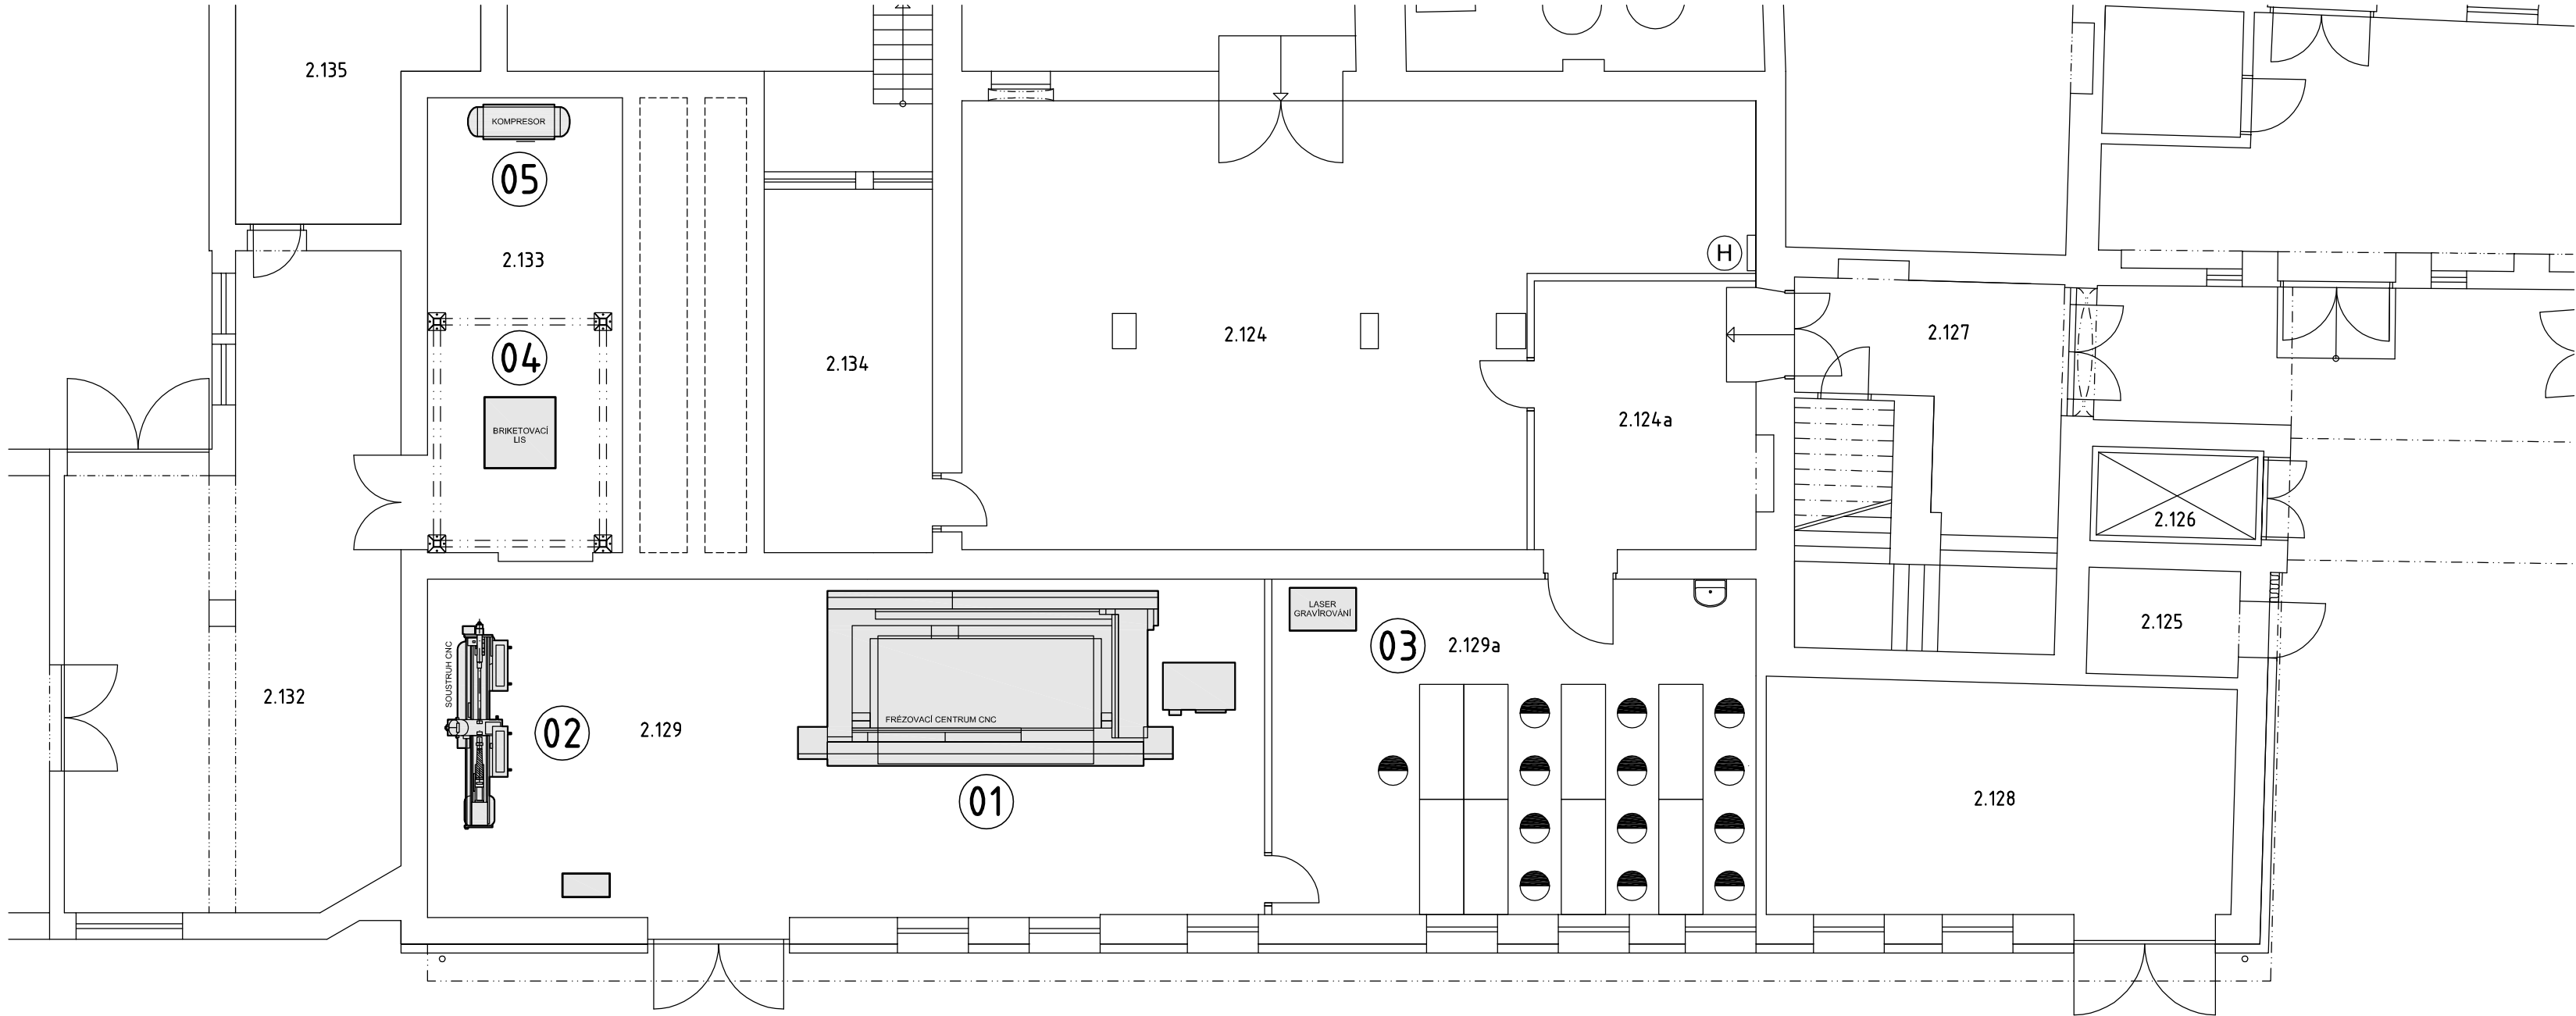 2.135
KOMPRESOR
05
2.133
H
04
2.134
2.124
2.127
BRIKETOVACÍ
LIS
2.124a
2.126
LASER
GRAVÍROVÁNÍ
2.125
03
2.129a
SOUSTRUH CNC
2.132
02
2.129
FRÉZOVACÍ CENTRUM CNC
01
2.128